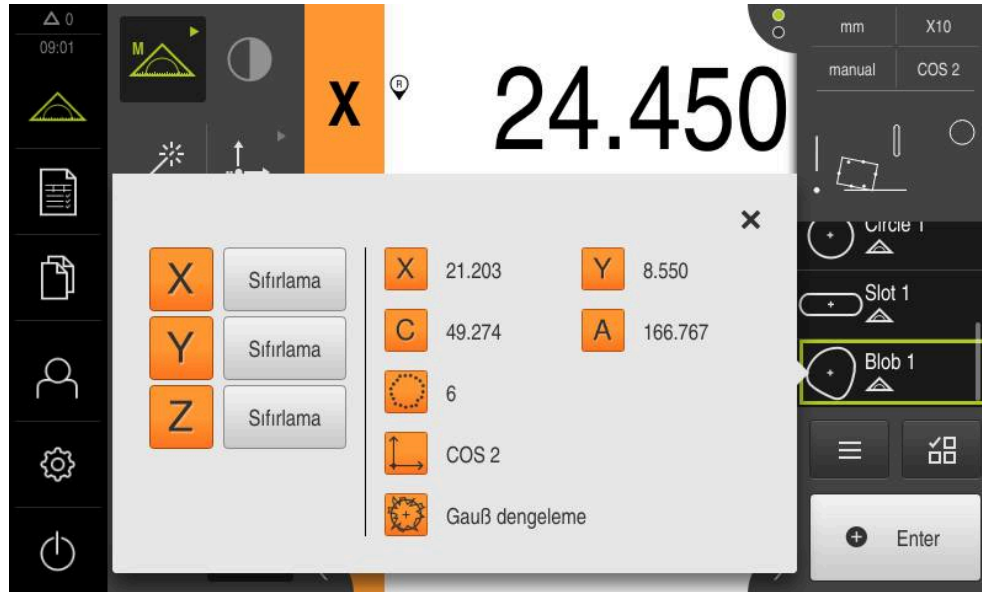 0
09:01
M
X
R
24.450
mm X10
manual COS 2
X Sıfırlama
Y Sıfırlama
Z Sıfırlama
X 21.203 Y 8.550
C 49.274 A 166.767
6
COS 2
Gauß dengeleme
Circle 1
Slot 1
Blob 1
Enter